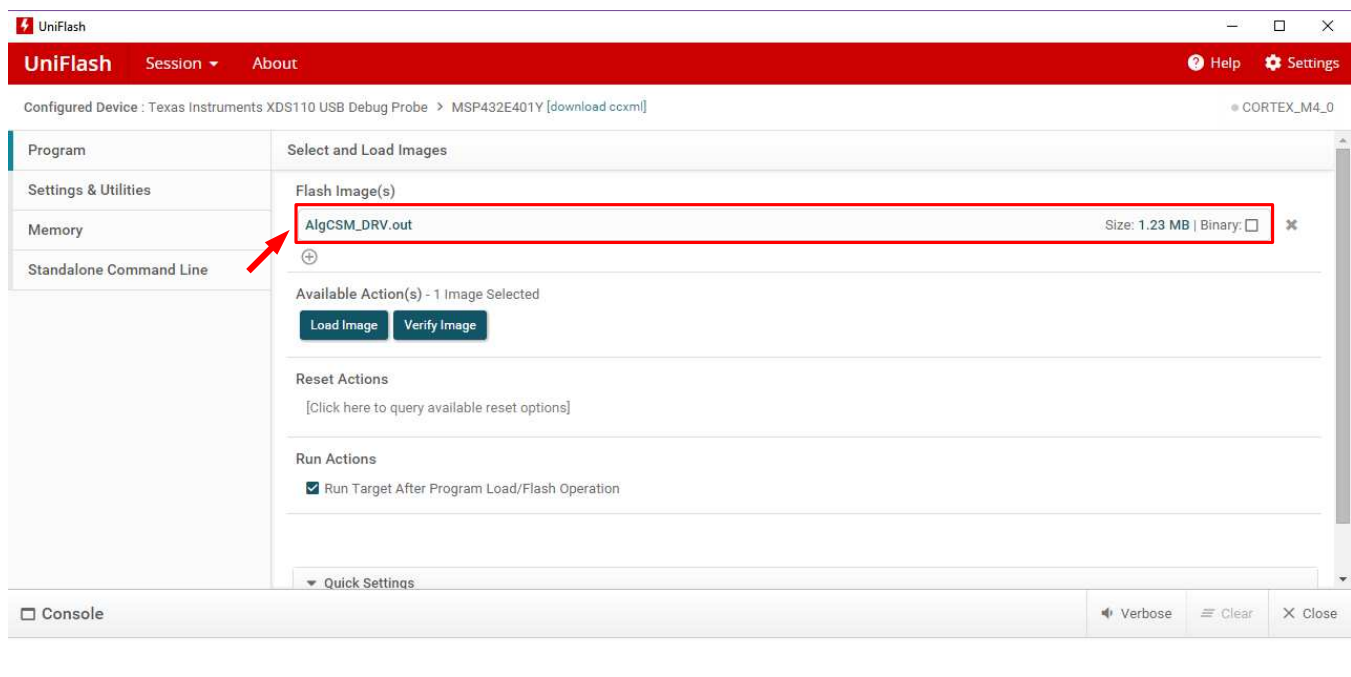 UniFlash
UniFlash Session About Help Settings
Configured Device : Texas Instruments XDS110 USB Debug Probe > MSP432E401Y [download ccxml] CORTEX_M4_0
Program
Settings & Utilities
Memory
Standalone Command Line
Select and Load Images
Flash Image(s)
AlgCSM_DRV.out Size: 1.23 MB | Binary:
Available Action(s) - 1 Image Selected
Load Image Verify Image
Reset Actions
[Click here to query available reset options]
Run Actions
Run Target After Program Load/Flash Operation
Quick Settings
Console Verbose Clear Close